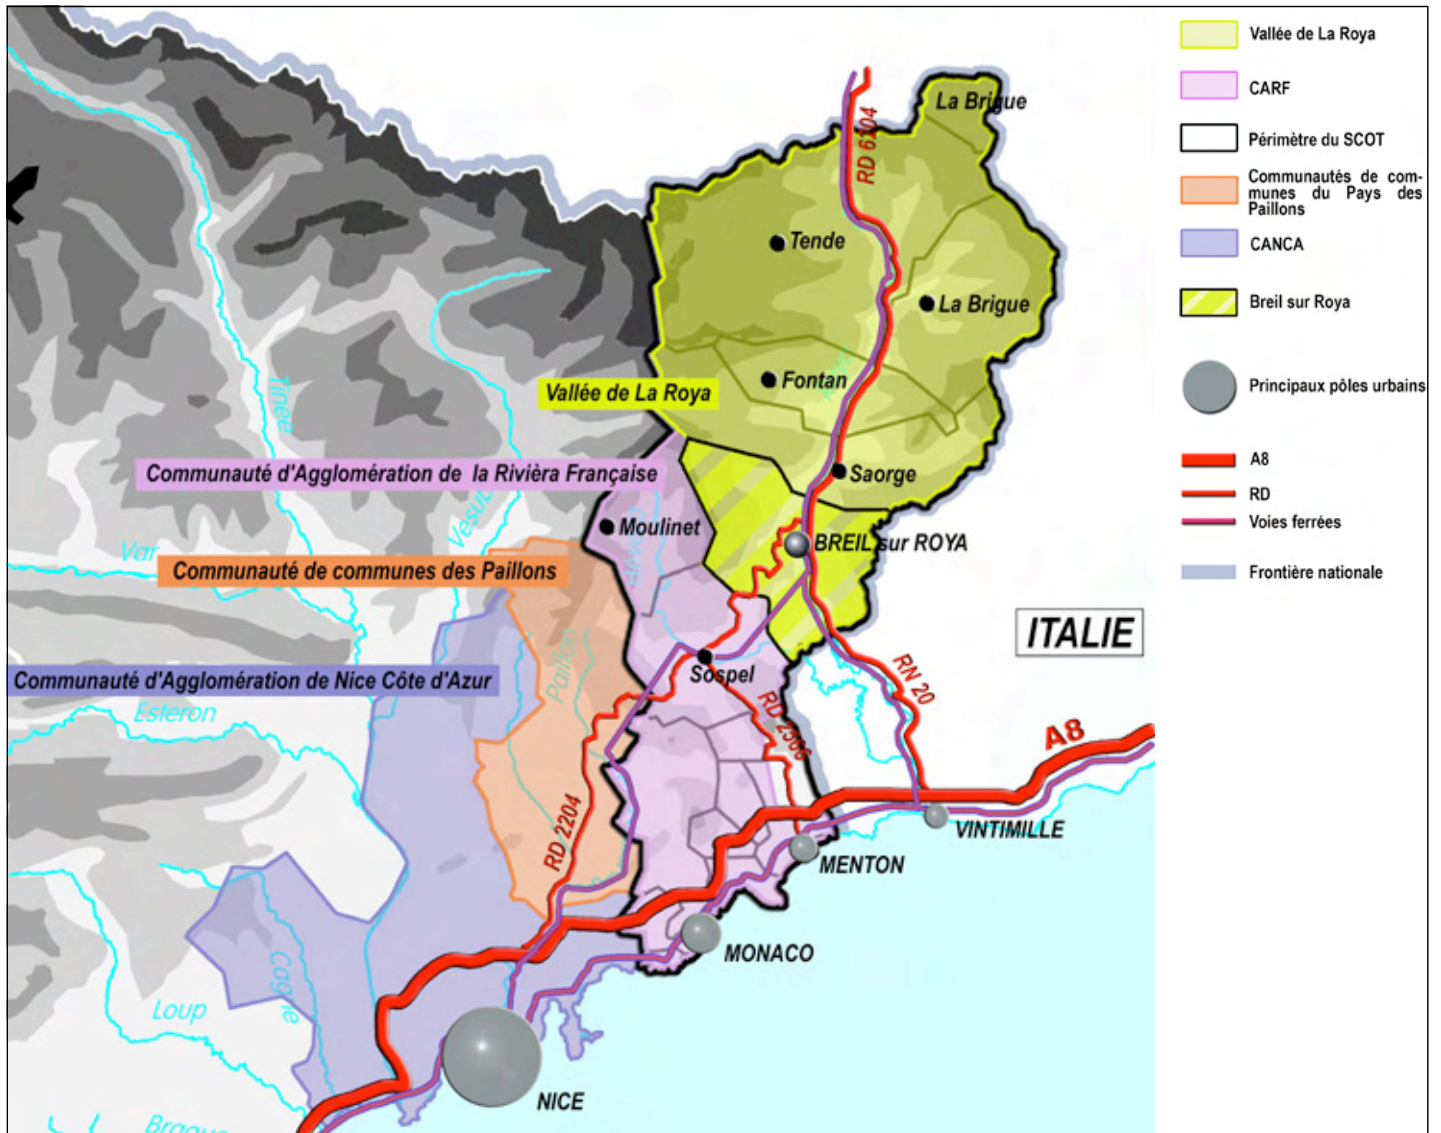 La Brigue
RD 6204
Tende
La Brigue
Fontan
Vallée de La Roya
Tinée
Communauté d'Agglomération de la Rivièra Française
Saorge
Moulinet
BREIL sur ROYA
Var
Communauté de communes des Paillons
ITALIE
Paillon
Sospel
RN 20
Communauté d'Agglomération de Nice Côte d'Azur
Esteron
RD 2566
A8
RD 2204
VINTIMILLE
MENTON
MONACO
Cagne
Loup
NICE
Vallée de La Roya
CARF
Périmètre du SCOT
Communautés de com-
munes du Pays des
Paillons
CANCA
Breil sur Roya
Principaux pôles urbains
A8
RD
Voies ferrées
Frontière nationale